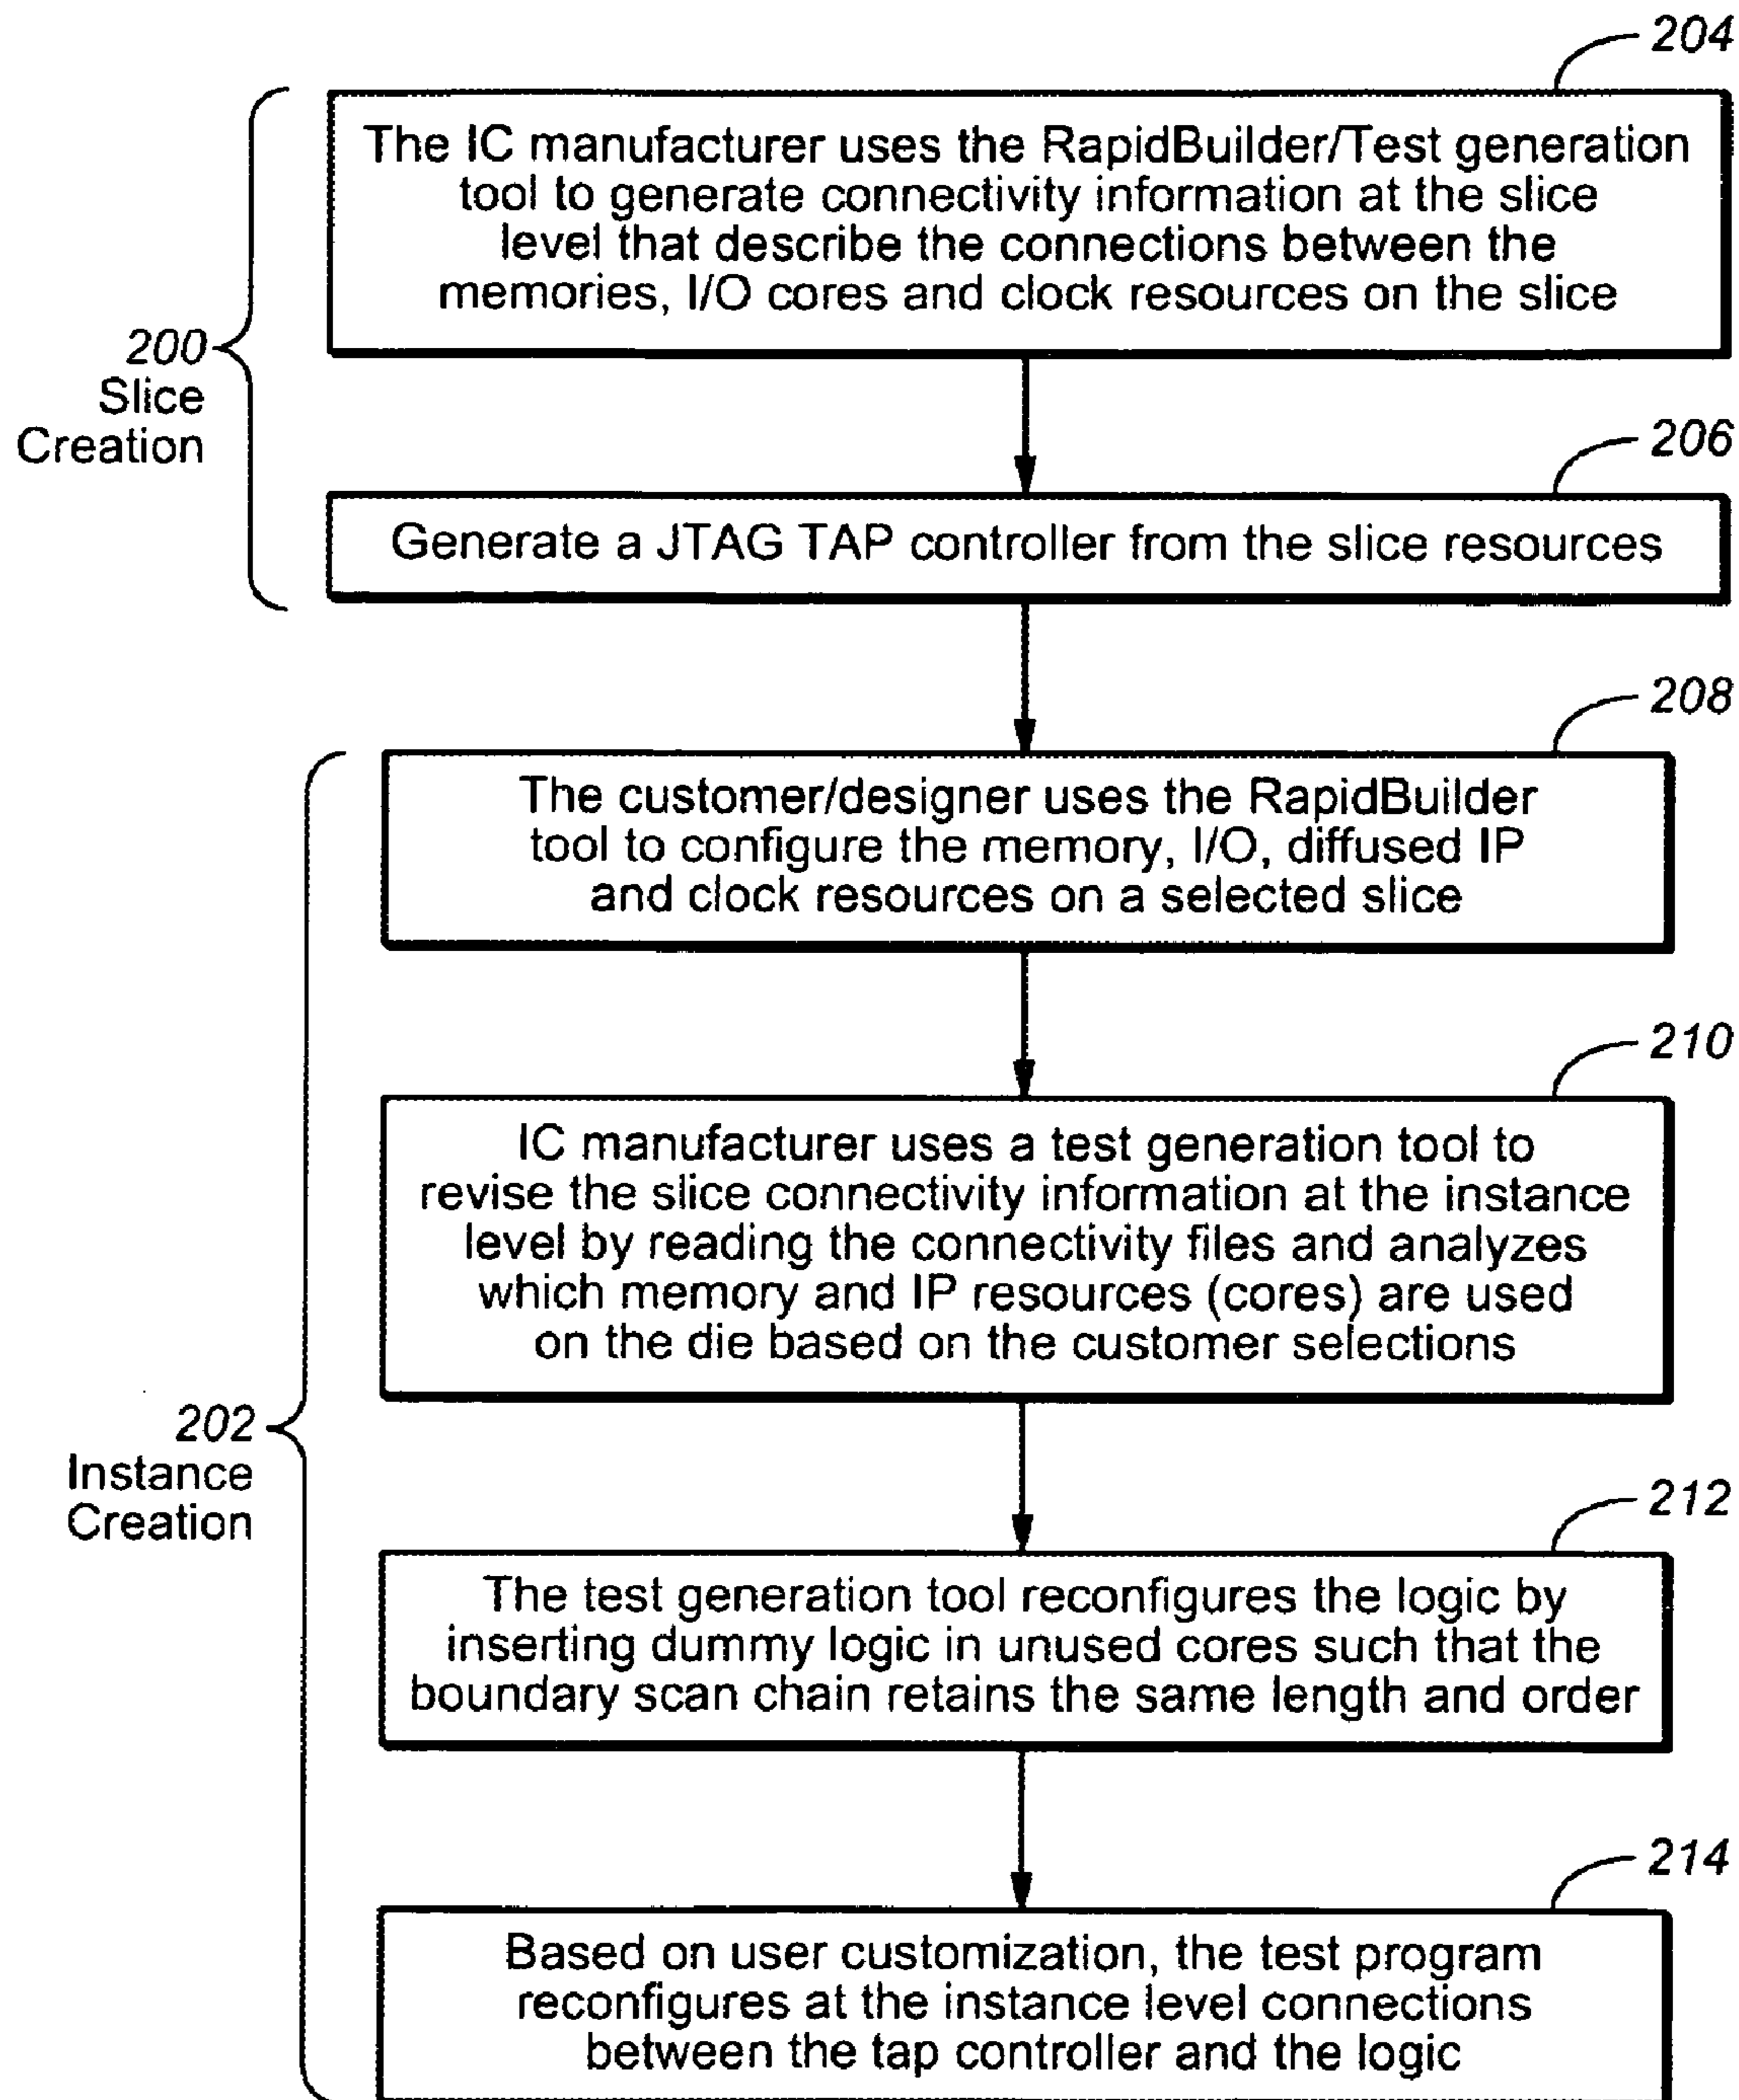 204
The IC manufacturer uses the RapidBuilder/Test generation
tool to generate connectivity information at the slice
level that describe the connections between the
memories, I/O cores and clock resources on the slice
200
Slice
Creation
206
Generate a JTAG TAP controller from the slice resources
208
The customer/designer uses the RapidBuilder
tool to configure the memory, I/O, diffused IP
and clock resources on a selected slice
210
IC manufacturer uses a test generation tool to
revise the slice connectivity information at the instance
level by reading the connectivity files and analyzes
which memory and IP resources (cores) are used
on the die based on the customer selections
202
Instance
Creation
212
The test generation tool reconfigures the logic by
inserting dummy logic in unused cores such that the
boundary scan chain retains the same length and order
214
Based on user customization, the test program
reconfigures at the instance level connections
between the tap controller and the logic